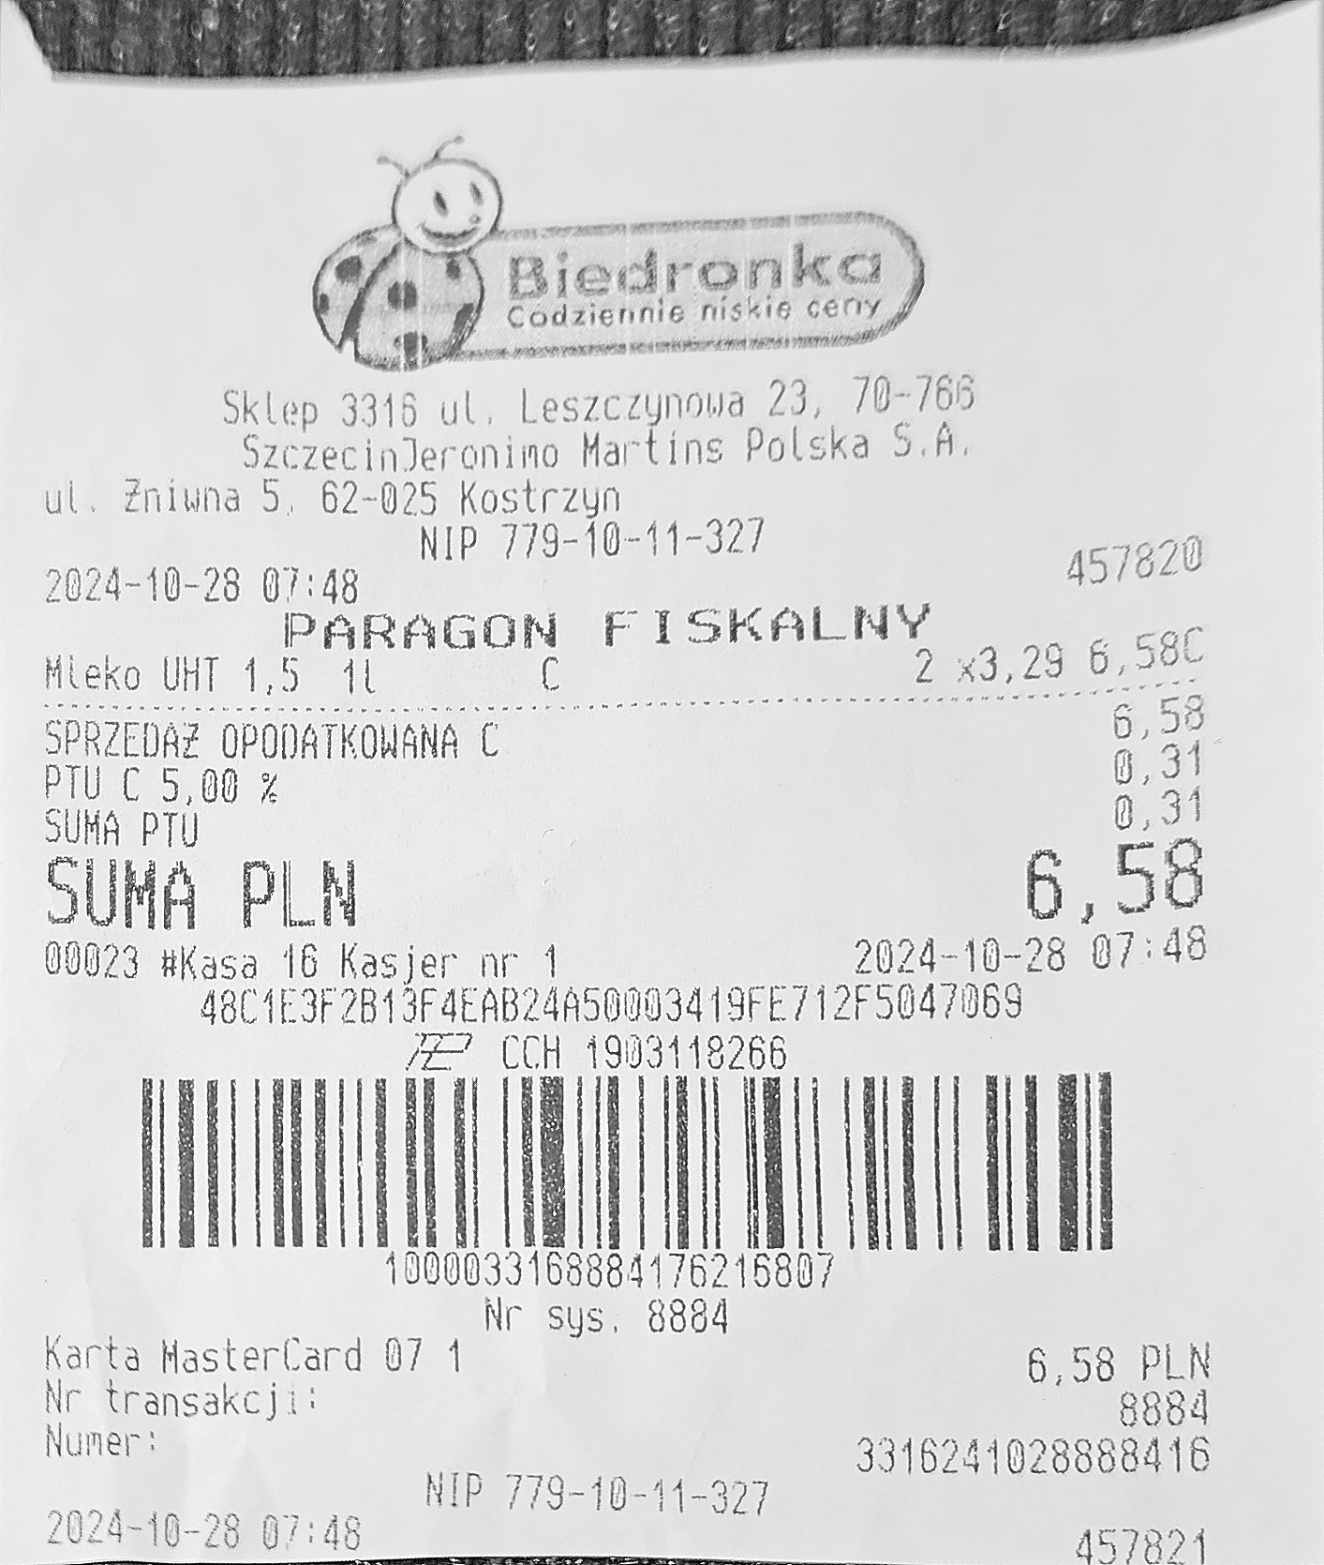 Biedronka
Codziennie niskie ceny
Sklep 3316 ul. Leszczynowa 23, 70-766
SzczecinJeronimo Martins Polska S.A.
ul. Żniwna 5, 62-025 Kostrzyn
NIP 779-10-11-327
2024-10-28 07:48 457820
PARAGON FISKALNY
Mleko UHT 1,5 1l C 2 x3,29 6,58C
SPRZEDAŻ OPODATKOWANA C 6,58
PTU C 5,00 % 0,31
SUMA PTU 0,31
SUMA PLN 6,58
00023 #Kasa 16 Kasjer nr 1 2024-10-28 07:48
48C1E3F2B13F4EAB24A50003419FE712F5047069
CCH 1903118266
1000033168884176216807
Nr sys. 8884
Karta MasterCard 07 1 6,58 PLN
Nr transakcji: 8884
Numer: 3316241028888416
NIP 779-10-11-327
2024-10-28 07:48 457821